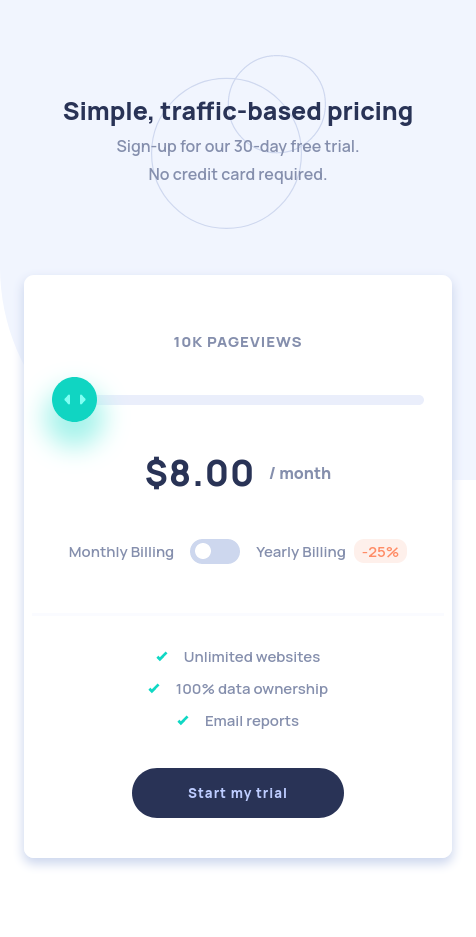 Simple, traffic-based pricing
Sign-up for our 30-day free trial.
No credit card required.
10K PAGEVIEWS
$8.00 / month
Monthly Billing Yearly Billing -25%
Unlimited websites
100% data ownership
Email reports
Start my trial